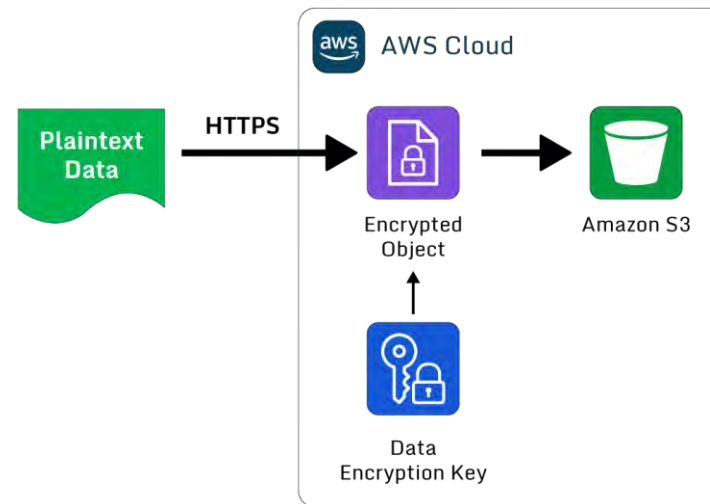 aws
AWS Cloud
HTTPS
Plaintext
Data
Encrypted
Object
Amazon S3
Data
Encryption Key